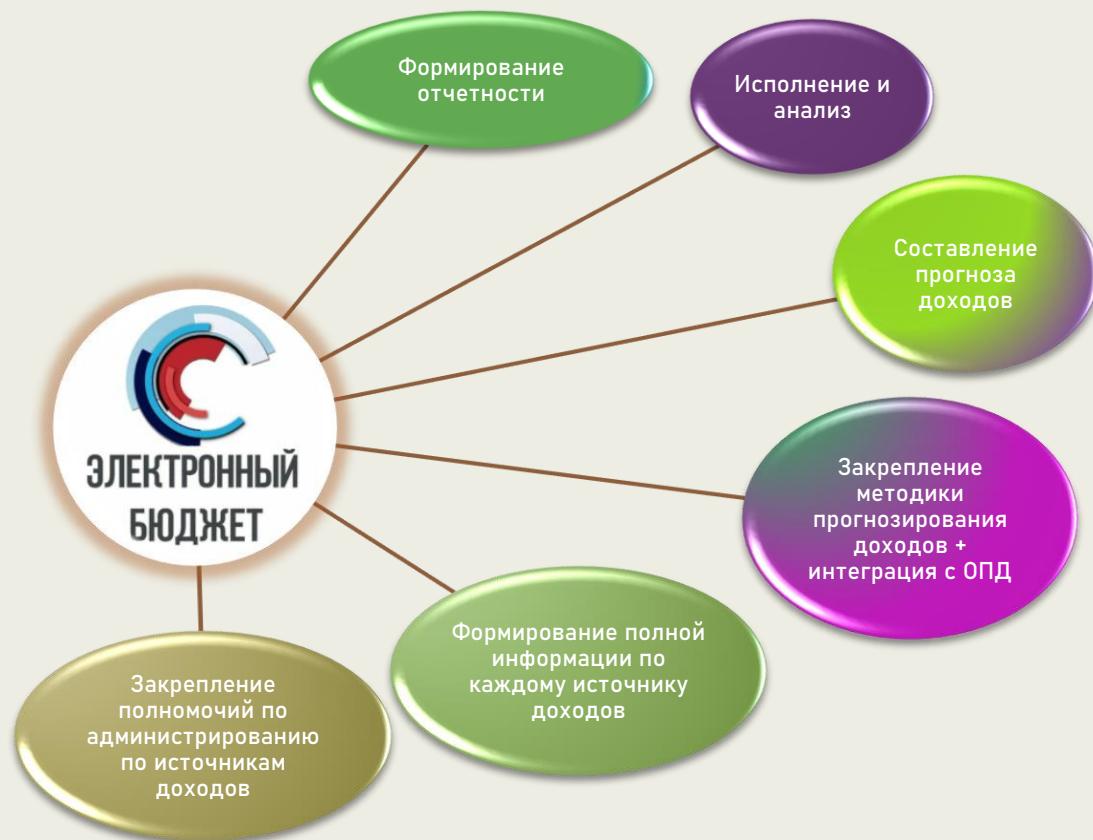 Формирование
отчетности
Исполнение и
анализ
Составление
прогноза
доходов
ЭЛЕКТРОННЫЙ
БЮДЖЕТ
Закрепление
методики
прогнозирования
доходов +
интеграция с ОПД
Формирование полной
информации по
каждому источнику
доходов
Закрепление
полномочий по
администрированию
по источникам
доходов